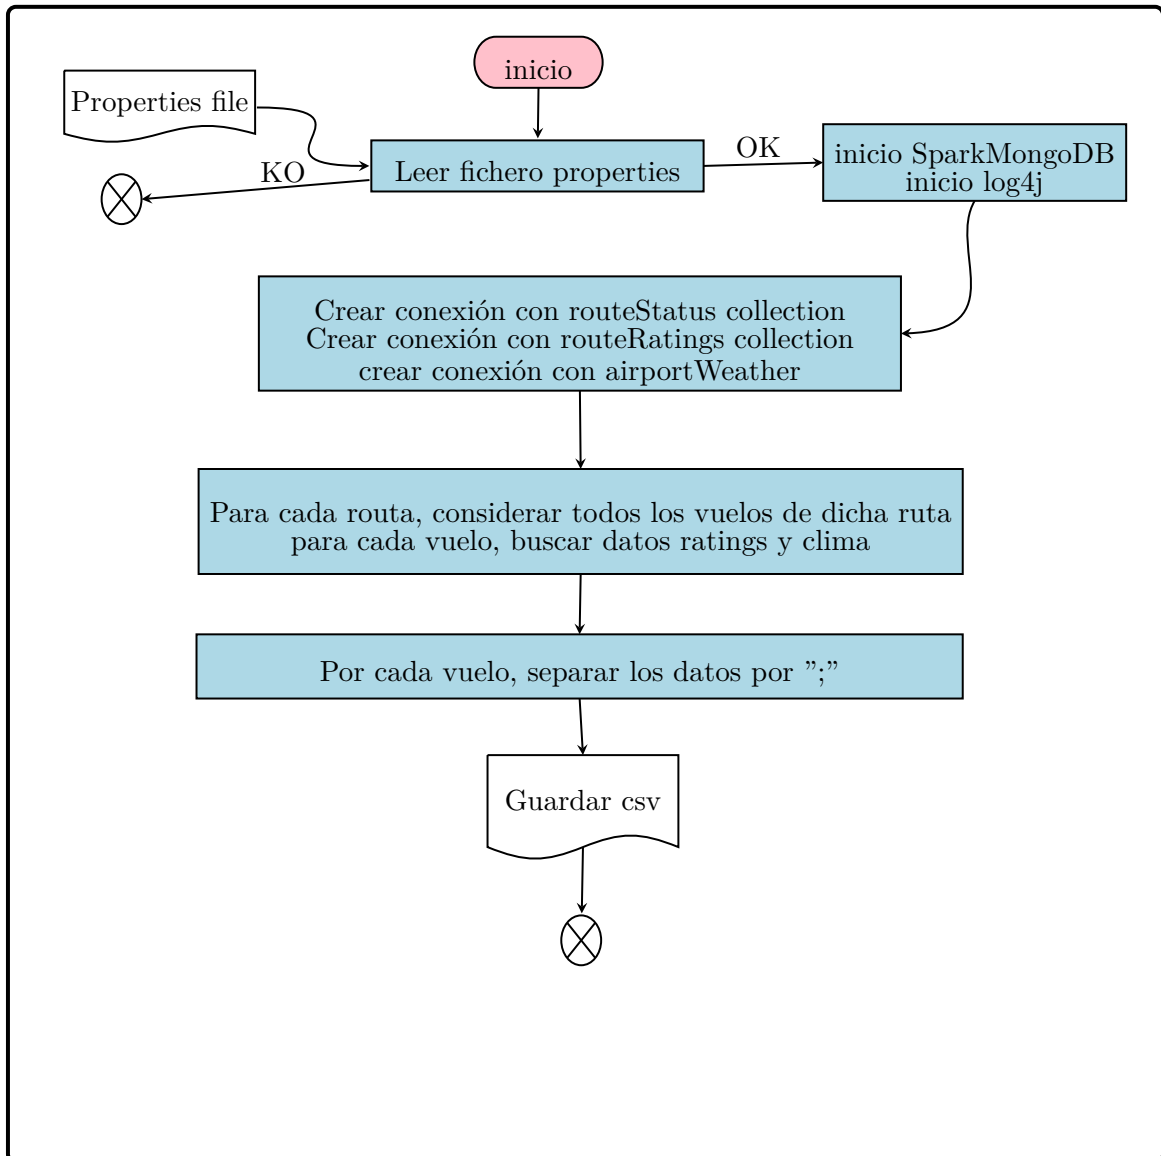 inicio
Properties file
Leer fichero properties
KO
OK
inicio SparkMongoDB
inicio log4j
Crear conexión con routeStatus collection
Crear conexión con routeRatings collection
crear conexión con airportWeather
Para cada routa, considerar todos los vuelos de dicha ruta
para cada vuelo, buscar datos ratings y clima
Por cada vuelo, separar los datos por ”;”
Guardar csv